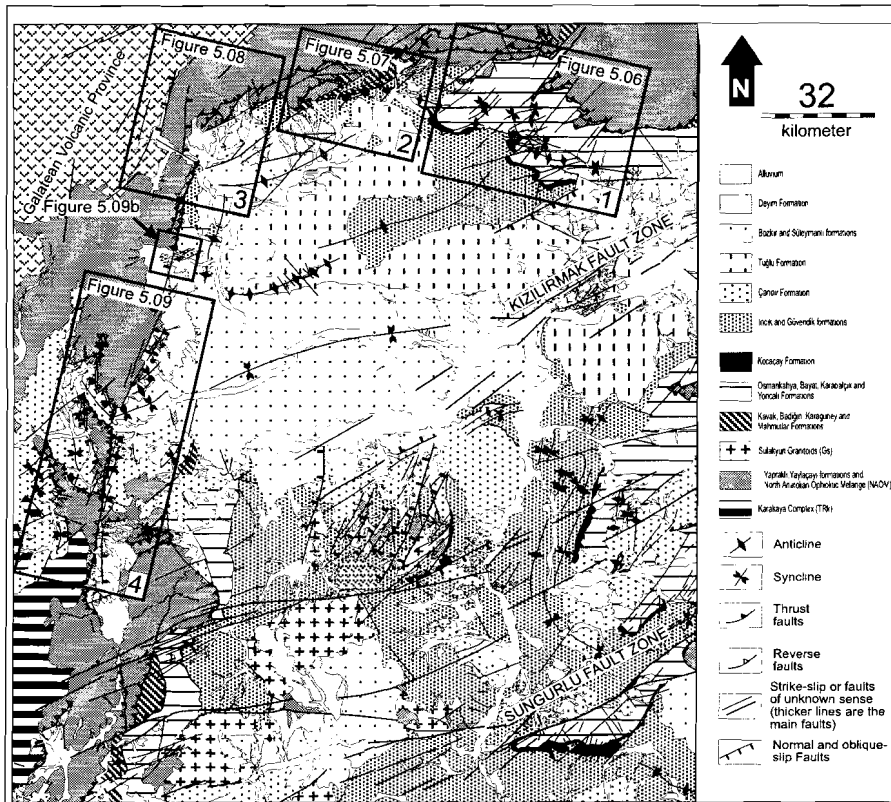 Figure 5.08
Figure 5.07
Figure 5.06
Galatean Volcanic Province
3
2
1
Figure 5.09b
Figure 5.09
4
KIZILIRMAK FAULT ZONE
SUNGURLU FAULT ZONE
N
32
kilometer
Alluvium
Deyim Formation
Bozkır and Süleymanlı formations
Tuğlu Formation
Çandır Formation
İncik and Güvendik formations
Kocaçay Formation
Osmankahya, Bayat, Karabalçık and
Yoncalı Formations
Kavak, Badiğin, Karagüney and
Mahmutlar Formations
Sulakyurt Granitoids (Gs)
Yapraklı, Yaylaçayı formations and
North Anatolian Ophiolitic Melange (NAOM)
Karakaya Complex (TRk)
Anticline
Syncline
Thrust
faults
Reverse
faults
Strike-slip or faults
of unknown sense
(thicker lines are the
main faults)
Normal and oblique-
slip Faults